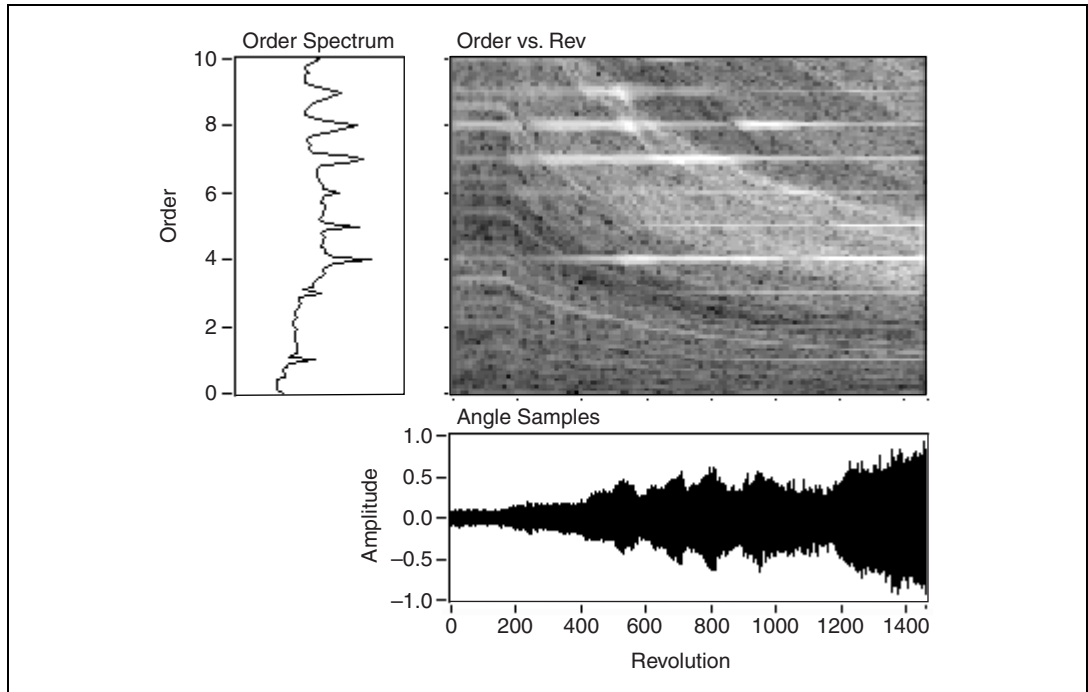 Order Spectrum
Order vs. Rev
10
8
6
4
2
0
Order
Angle Samples
1.0
0.5
0.0
–0.5
–1.0
Amplitude
0 200 400 600 800 1000 1200 1400
Revolution